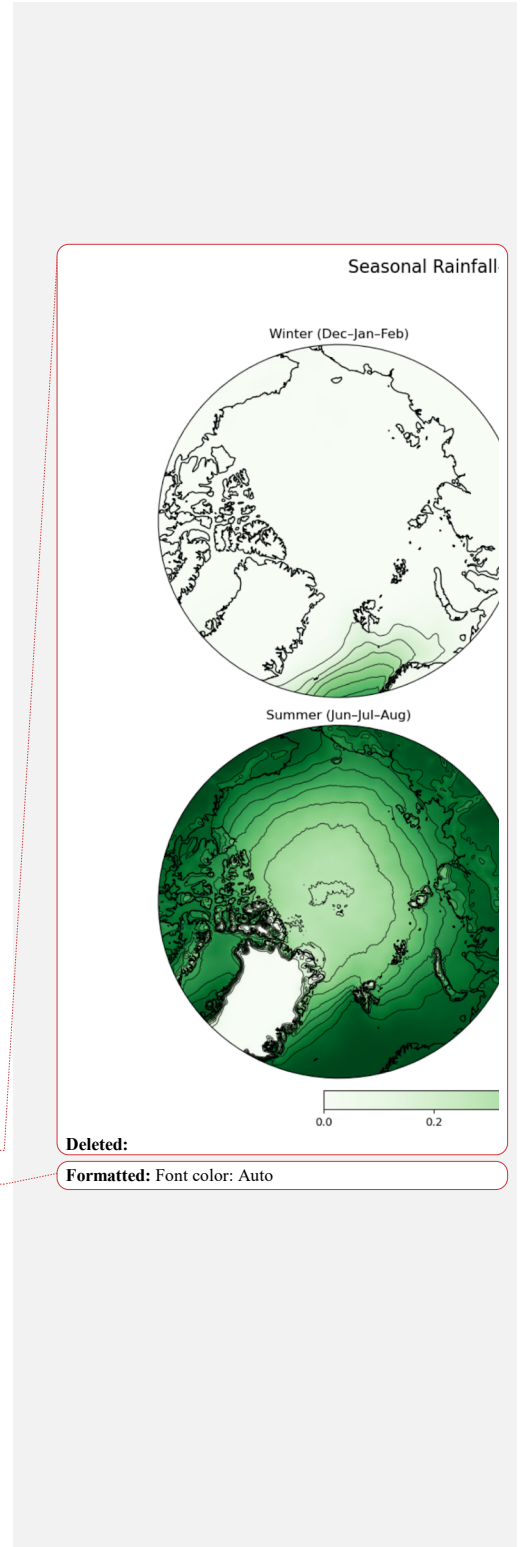 Seasonal Rainfall-
Winter (Dec–Jan–Feb)
Summer (Jun–Jul–Aug)
0.0 0.2
Deleted:
Formatted: Font color: Auto